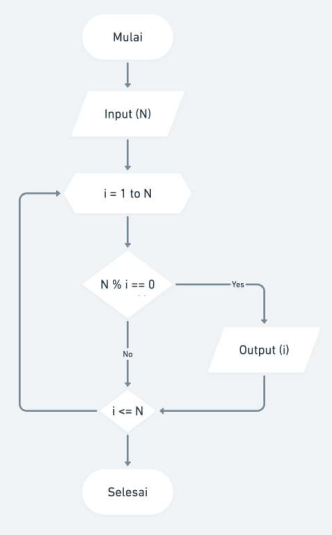 Mulai
Input (N)
i = 1 to N
N % i == 0
Yes
No
Output (i)
i <= N
Selesai